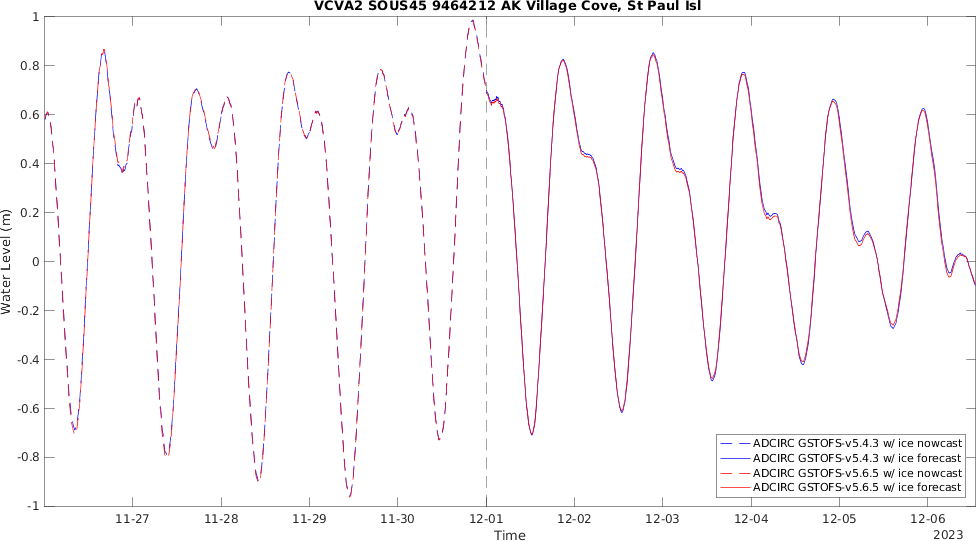 VCVA2 SOUS45 9464212 AK Village Cove, St Paul Isl
1
0.8
0.6
0.4
0.2
0
-0.2
-0.4
-0.6
-0.8
-1
Water Level (m)
11-27 11-28 11-29 11-30 12-01 12-02 12-03 12-04 12-05 12-06
Time
2023
ADCIRC GSTOFS-v5.4.3 w/ ice nowcast
ADCIRC GSTOFS-v5.4.3 w/ ice forecast
ADCIRC GSTOFS-v5.6.5 w/ ice nowcast
ADCIRC GSTOFS-v5.6.5 w/ ice forecast